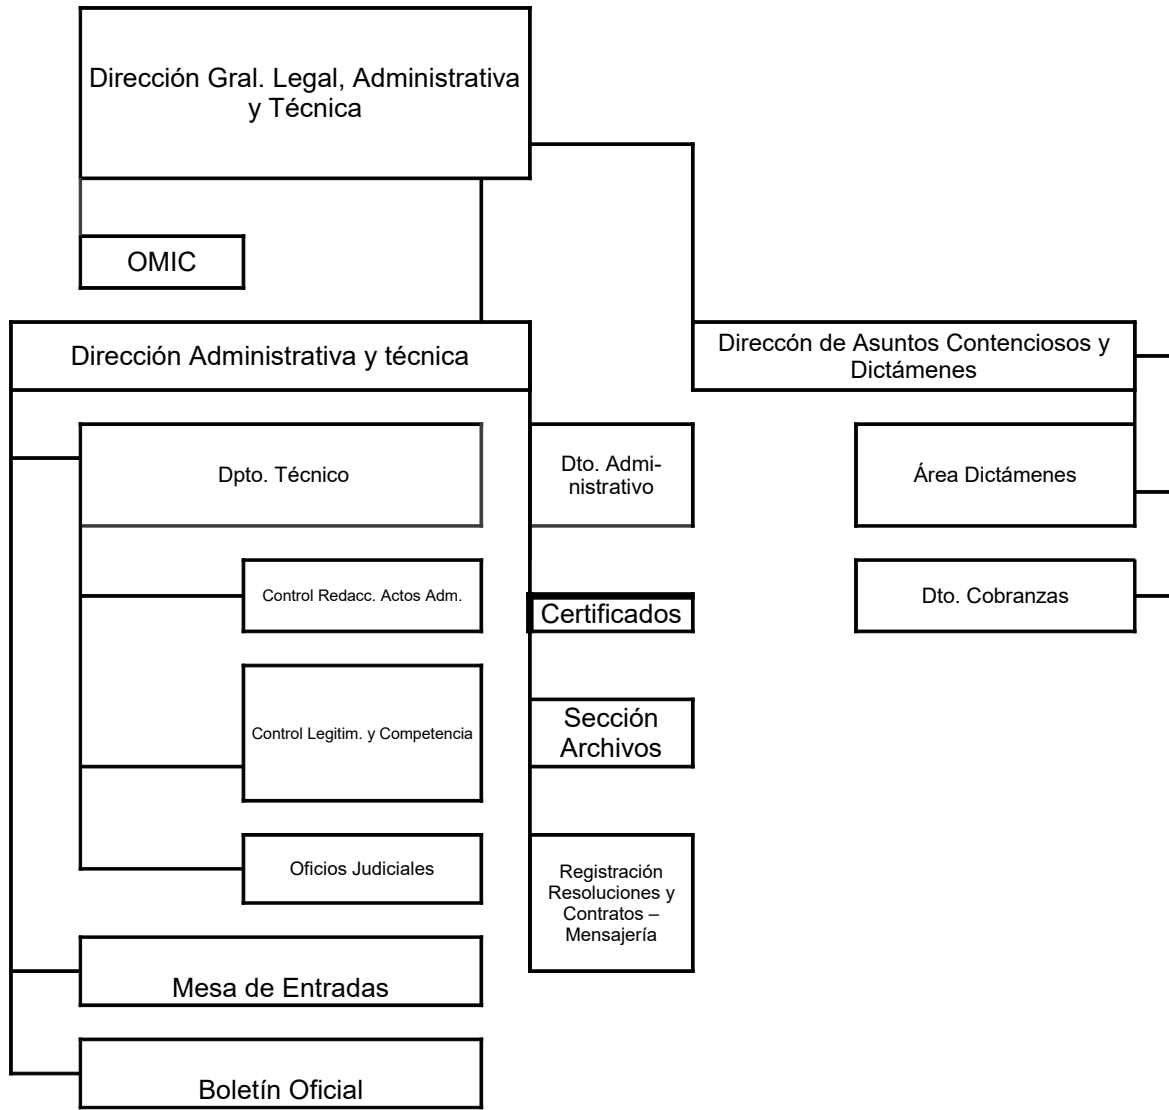 Dirección Gral. Legal, Administrativa
y Técnica
OMIC
Dirección Administrativa y técnica
Direccón de Asuntos Contenciosos y
Dictámenes
Dpto. Técnico
Dto. Admi-
nistrativo
Área Dictámenes
Control Redacc. Actos Adm.
Certificados
Dto. Cobranzas
Control Legitim. y Competencia
Sección
Archivos
Oficios Judiciales
Registración
Resoluciones y
Contratos –
Mensajería
Mesa de Entradas
Boletín Oficial